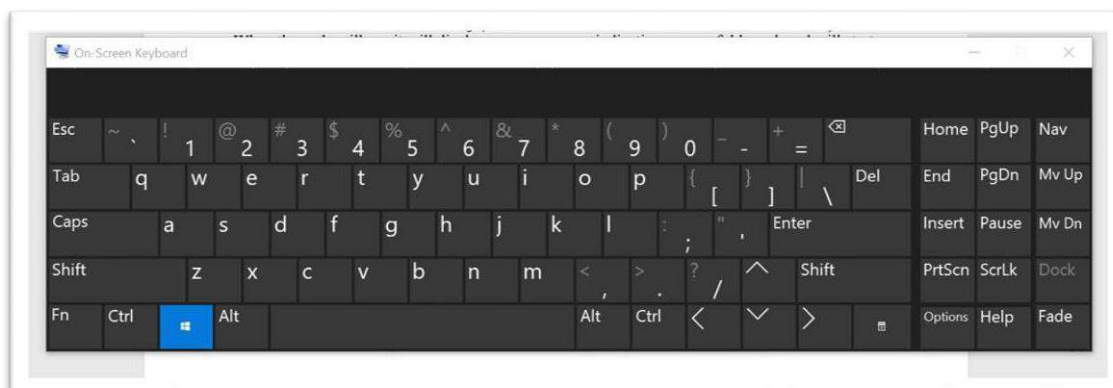 On-Screen Keyboard
Esc ~ ` ! 1 @ 2 # 3 $ 4 % 5 ^ 6 & 7 * 8 ( 9 ) 0 _ - + = Home PgUp Nav
Tab q w e r t y u i o p { [ } ] | \ Del End PgDn Mv Up
Caps a s d f g h j k l : ; " ' Enter Insert Pause Mv Dn
Shift z x c v b n m < , > . ? / Shift PrtScn ScrLk Dock
Fn Ctrl Alt Alt Ctrl Options Help Fade